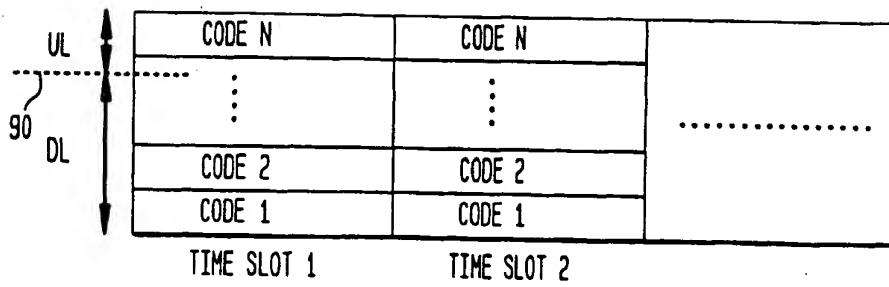 UL
CODE N
CODE N
90
DL
CODE 2
CODE 2
CODE 1
CODE 1
TIME SLOT 1
TIME SLOT 2